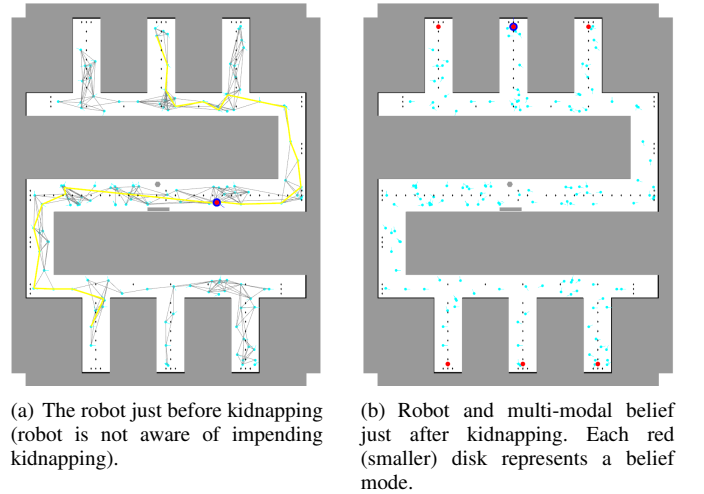 (a) The robot just before kidnapping
(robot is not aware of impending
kidnapping).
(b) Robot and multi-modal belief
just after kidnapping. Each red
(smaller) disk represents a belief
mode.